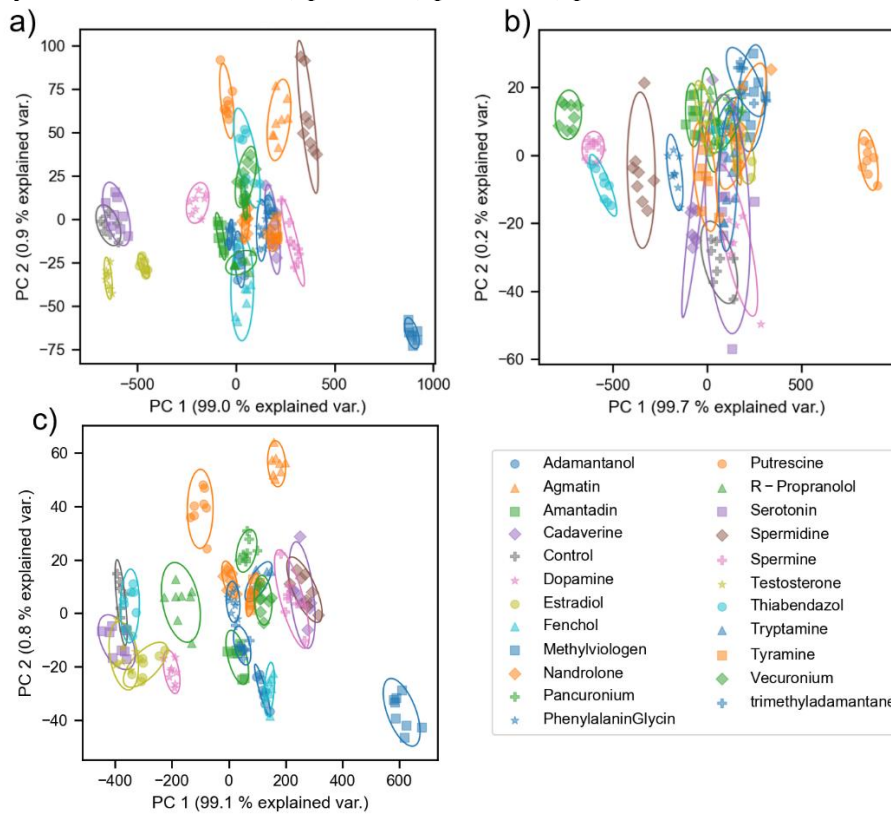 a)
100
75
50
25
0
−25
−50
−75
PC 2 (0.9 % explained var.)
−500
0
500
1000
PC 1 (99.0 % explained var.)
b)
20
0
−20
−40
−60
PC 2 (0.2 % explained var.)
−500
0
500
PC 1 (99.7 % explained var.)
c)
60
40
20
0
−20
−40
PC 2 (0.8 % explained var.)
−400
−200
0
200
400
600
PC 1 (99.1 % explained var.)
Adamantanol
Agmatin
Amantadin
Cadaverine
Control
Dopamine
Estradiol
Fenchol
Methylviologen
Nandrolone
Pancuronium
PhenylalaninGlycin
Putrescine
R−Propranolol
Serotonin
Spermidine
Spermine
Testosterone
Thiabendazol
Tryptamine
Tyramine
Vecuronium
trimethyladamantane